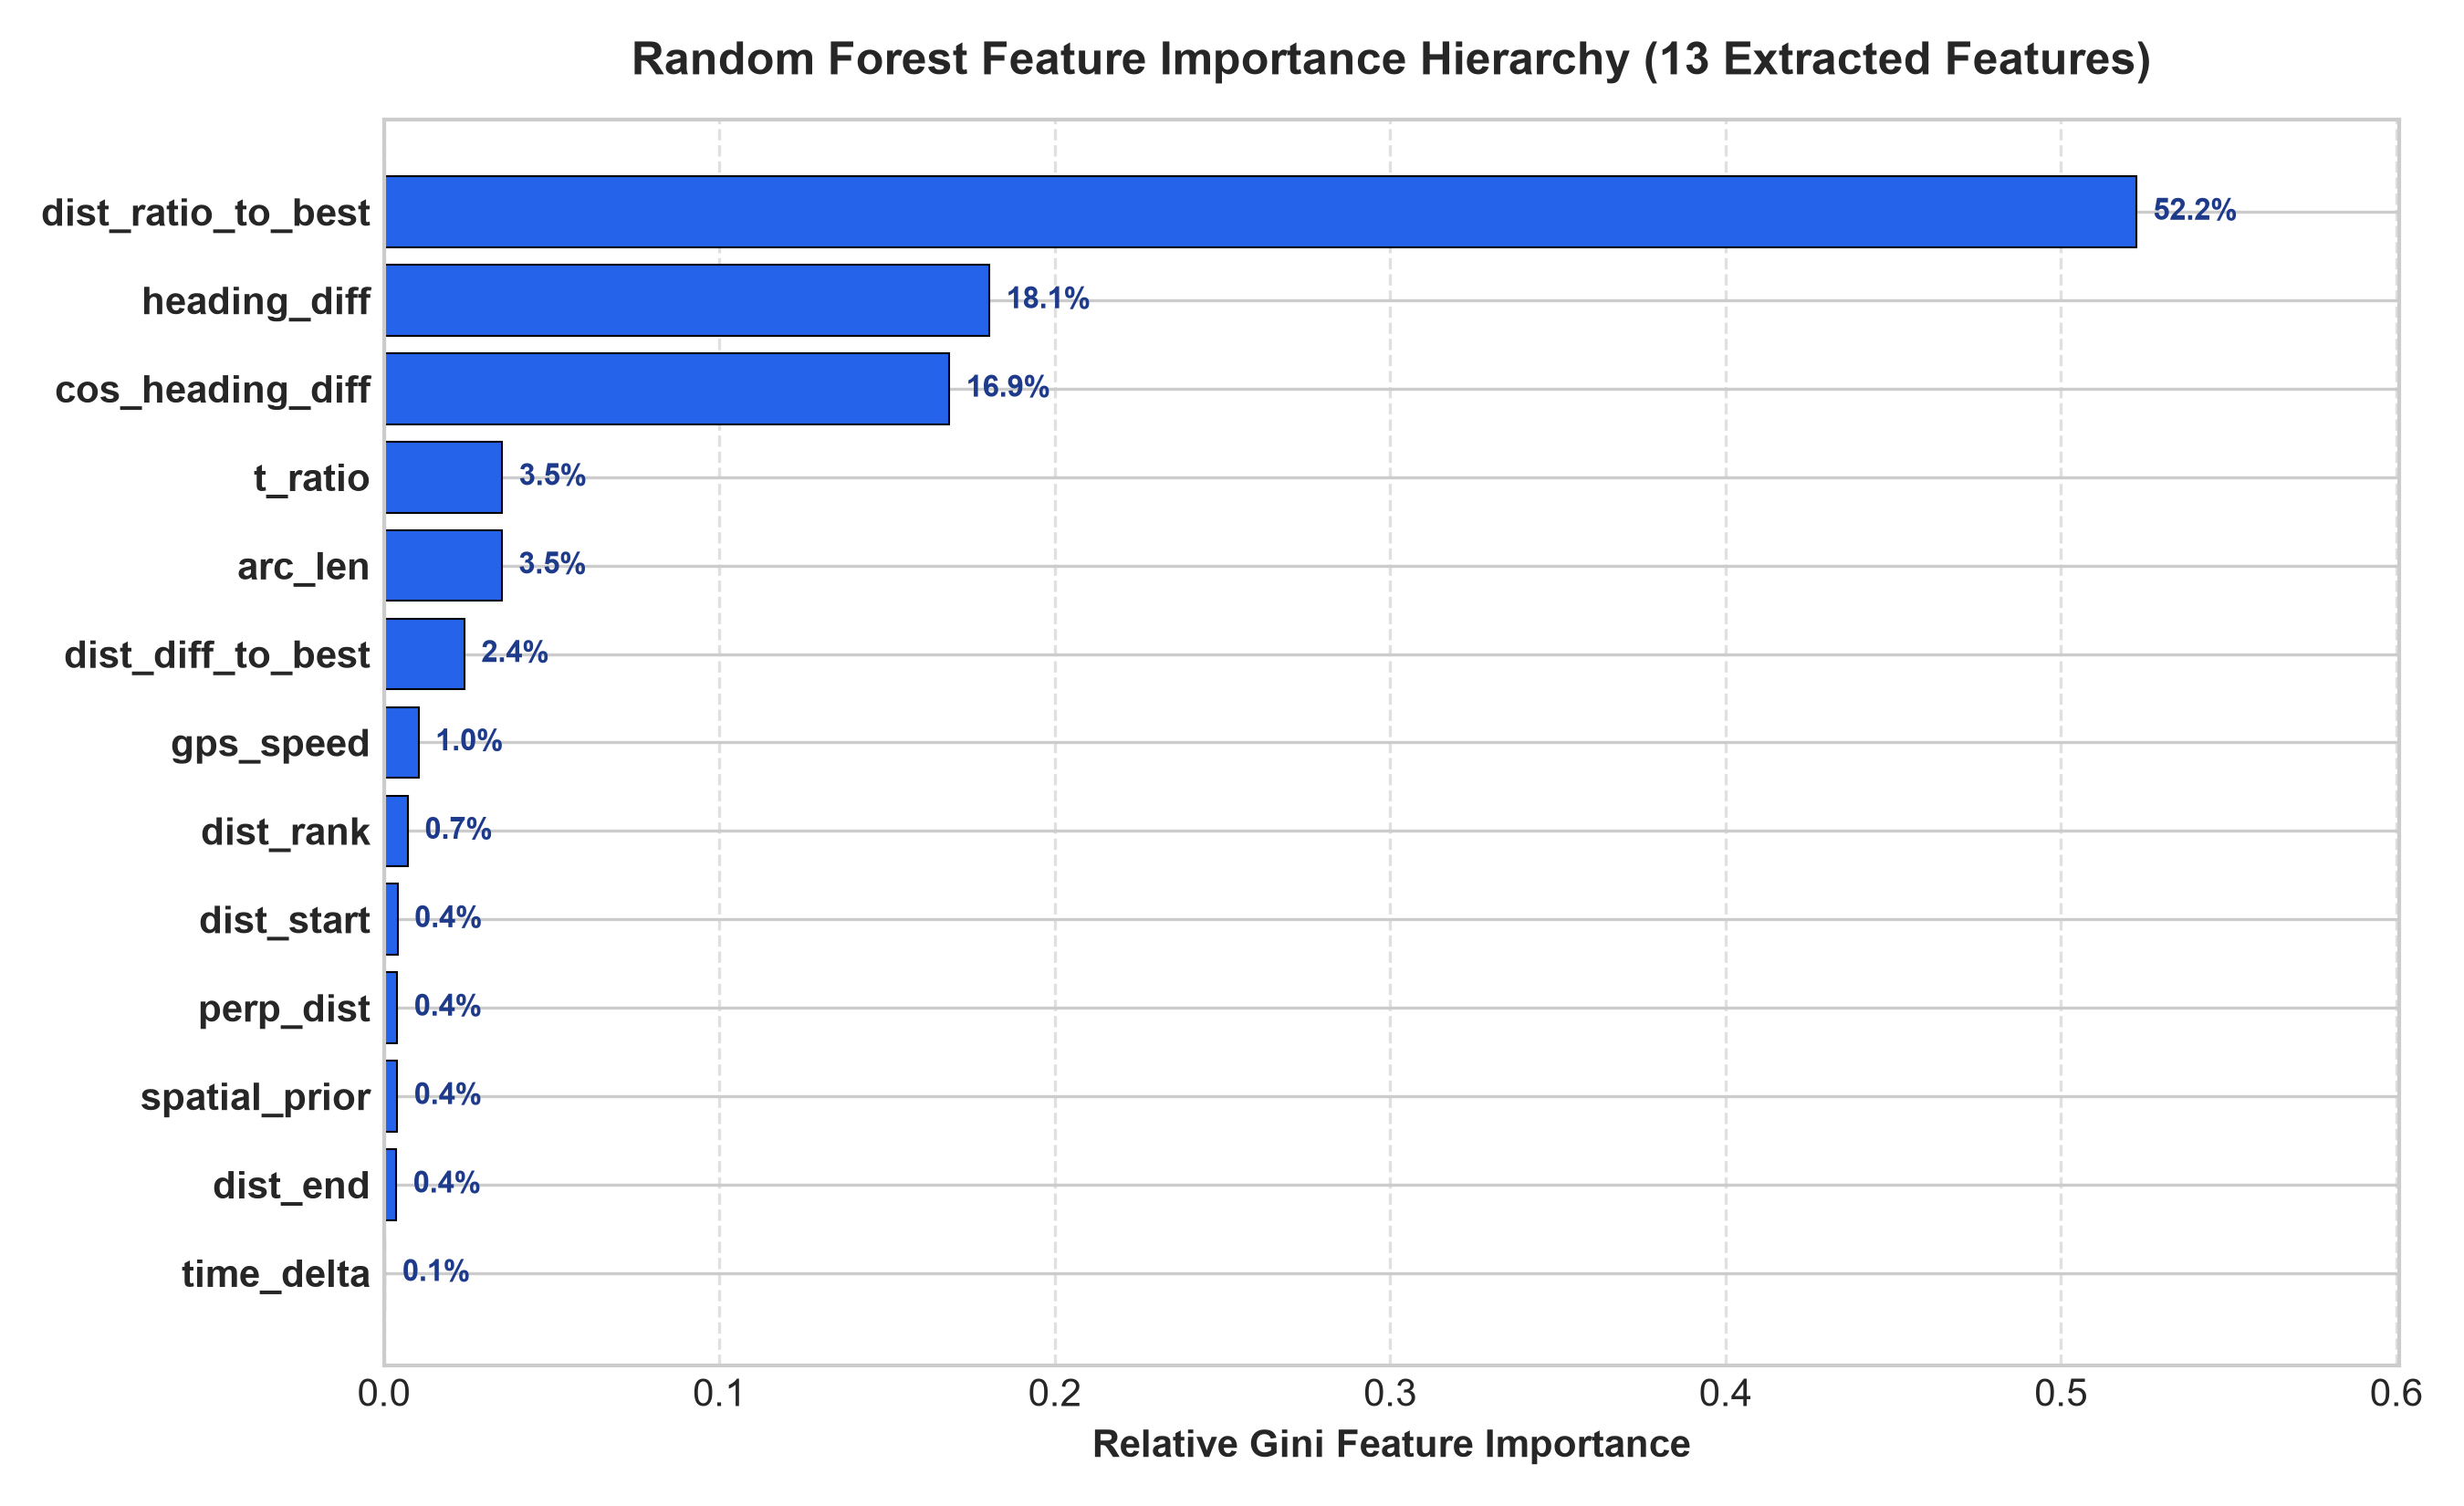 Random Forest Feature Importance Hierarchy (13 Extracted Features)
dist_ratio_to_best 52.2%
heading_diff 18.1%
cos_heading_diff 16.9%
t_ratio 3.5%
arc_len 3.5%
dist_diff_to_best 2.4%
gps_speed 1.0%
dist_rank 0.7%
dist_start 0.4%
perp_dist 0.4%
spatial_prior 0.4%
dist_end 0.4%
time_delta 0.1%
0.0 0.1 0.2 0.3 0.4 0.5 0.6
Relative Gini Feature Importance